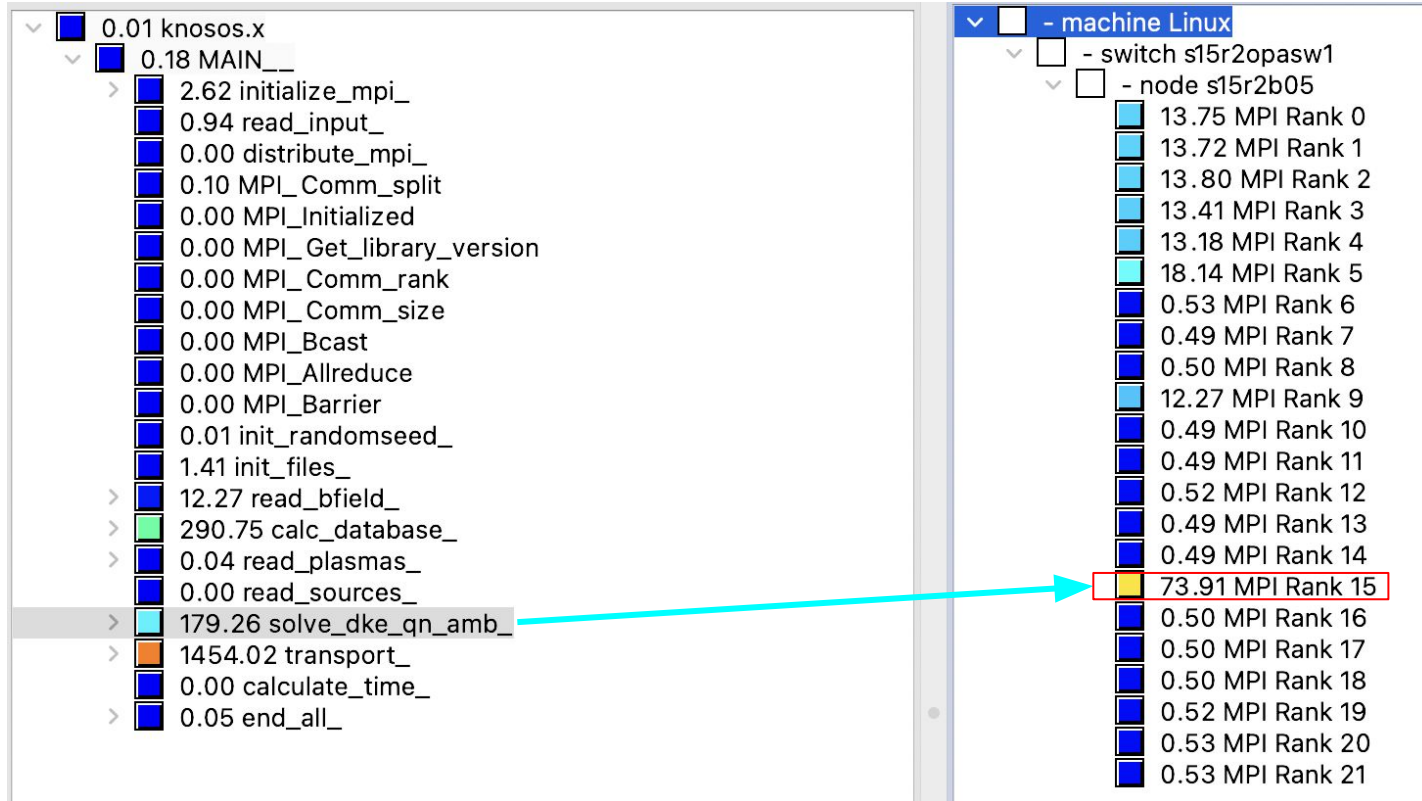 0.01 knosos.x
0.18 MAIN__
2.62 initialize_mpi_
0.94 read_input_
0.00 distribute_mpi_
0.10 MPI_Comm_split
0.00 MPI_Initialized
0.00 MPI_Get_library_version
0.00 MPI_Comm_rank
0.00 MPI_Comm_size
0.00 MPI_Bcast
0.00 MPI_Allreduce
0.00 MPI_Barrier
0.01 init_randomseed_
1.41 init_files_
12.27 read_bfield_
290.75 calc_database_
0.04 read_plasmas_
0.00 read_sources_
179.26 solve_dke_qn_amb_
1454.02 transport_
0.00 calculate_time_
0.05 end_all_
- machine Linux
- switch s15r2opasw1
- node s15r2b05
13.75 MPI Rank 0
13.72 MPI Rank 1
13.80 MPI Rank 2
13.41 MPI Rank 3
13.18 MPI Rank 4
18.14 MPI Rank 5
0.53 MPI Rank 6
0.49 MPI Rank 7
0.50 MPI Rank 8
12.27 MPI Rank 9
0.49 MPI Rank 10
0.49 MPI Rank 11
0.52 MPI Rank 12
0.49 MPI Rank 13
0.49 MPI Rank 14
73.91 MPI Rank 15
0.50 MPI Rank 16
0.50 MPI Rank 17
0.50 MPI Rank 18
0.52 MPI Rank 19
0.53 MPI Rank 20
0.53 MPI Rank 21